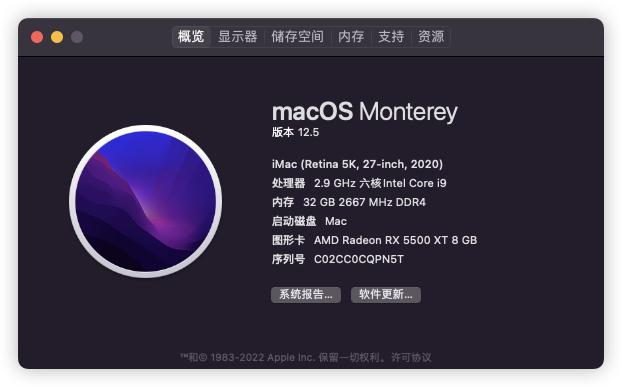 概览 显示器 储存空间 内存 支持 资源
macOS Monterey
版本 12.5
iMac (Retina 5K, 27-inch, 2020)
处理器 2.9 GHz 六核Intel Core i9
内存 32 GB 2667 MHz DDR4
启动磁盘 Mac
图形卡 AMD Radeon RX 5500 XT 8 GB
序列号 C02CC0CQPN5T
系统报告... 软件更新...
™和© 1983-2022 Apple Inc. 保留一切权利。许可协议